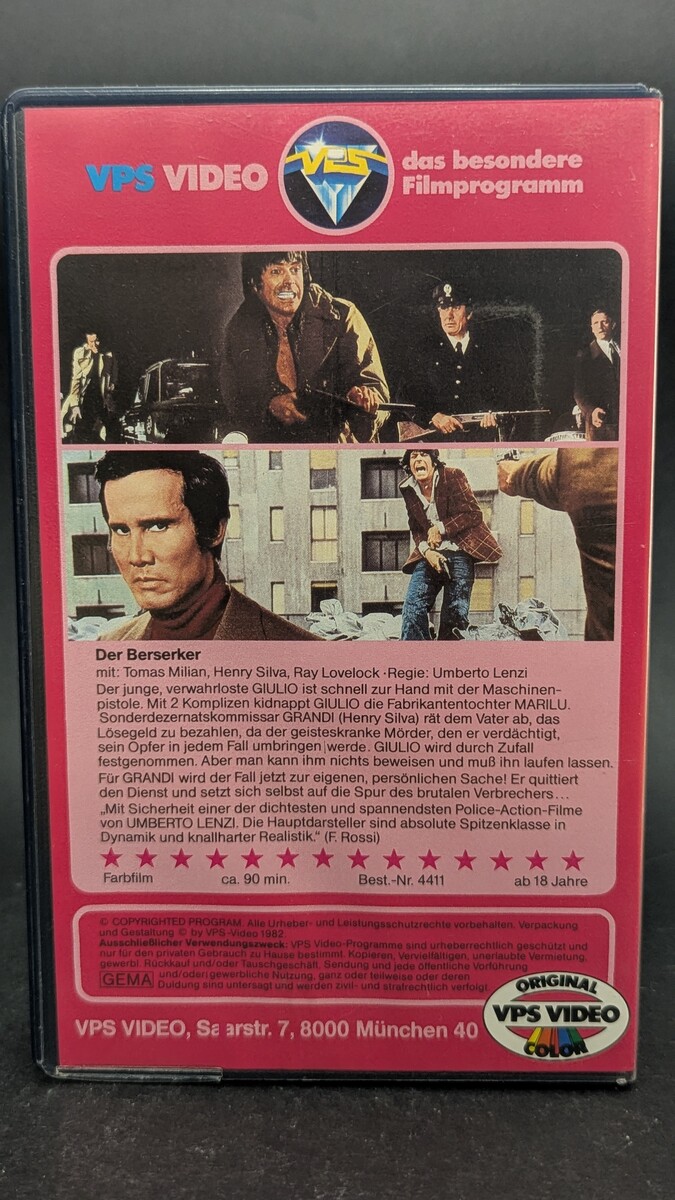 VPS VIDEO
VPS
das besondere
Filmprogramm
Der Berserker
mit: Tomas Milian, Henry Silva, Ray Lovelock · Regie: Umberto Lenzi
Der junge, verwahrloste GIULIO ist schnell zur Hand mit der Maschinen-
pistole. Mit 2 Komplizen kidnappt GIULIO die Fabrikantentochter MARILU.
Sonderdezernatskommissar GRANDI (Henry Silva) rät dem Vater ab, das
Lösegeld zu bezahlen, da der geisteskranke Mörder, den er verdächtigt,
sein Opfer in jedem Fall umbringen werde. GIULIO wird durch Zufall
festgenommen. Aber man kann ihm nichts beweisen und muß ihn laufen lassen.
Für GRANDI wird der Fall jetzt zur eigenen, persönlichen Sache! Er quittiert
den Dienst und setzt sich selbst auf die Spur des brutalen Verbrechers...
„Mit Sicherheit einer der dichtesten und spannendsten Police-Action-Filme
von UMBERTO LENZI. Die Hauptdarsteller sind absolute Spitzenklasse in
Dynamik und knallharter Realistik." (F. Rossi)
Farbfilm ca. 90 min. Best.-Nr. 4411 ab 18 Jahre
© COPYRIGHTED PROGRAM. Alle Urheber- und Leistungsschutzrechte vorbehalten. Verpackung
und Gestaltung © by VPS-Video 1982.
Ausschließlicher Verwendungszweck: VPS Video-Programme sind urheberrechtlich geschützt und
nur für den privaten Gebrauch zu Hause bestimmt. Kopieren, Vervielfältigen, unerlaubte Vermietung,
gewerbl. Rückkauf und/oder Tauschgeschäft, Sendung und jede öffentliche Vorführung
GEMA und/oder gewerbliche Nutzung, ganz oder teilweise oder deren
Duldung sind untersagt und werden zivil- und strafrechtlich verfolgt.
VPS VIDEO, Saarstr. 7, 8000 München 40
ORIGINAL
VPS VIDEO
COLOR